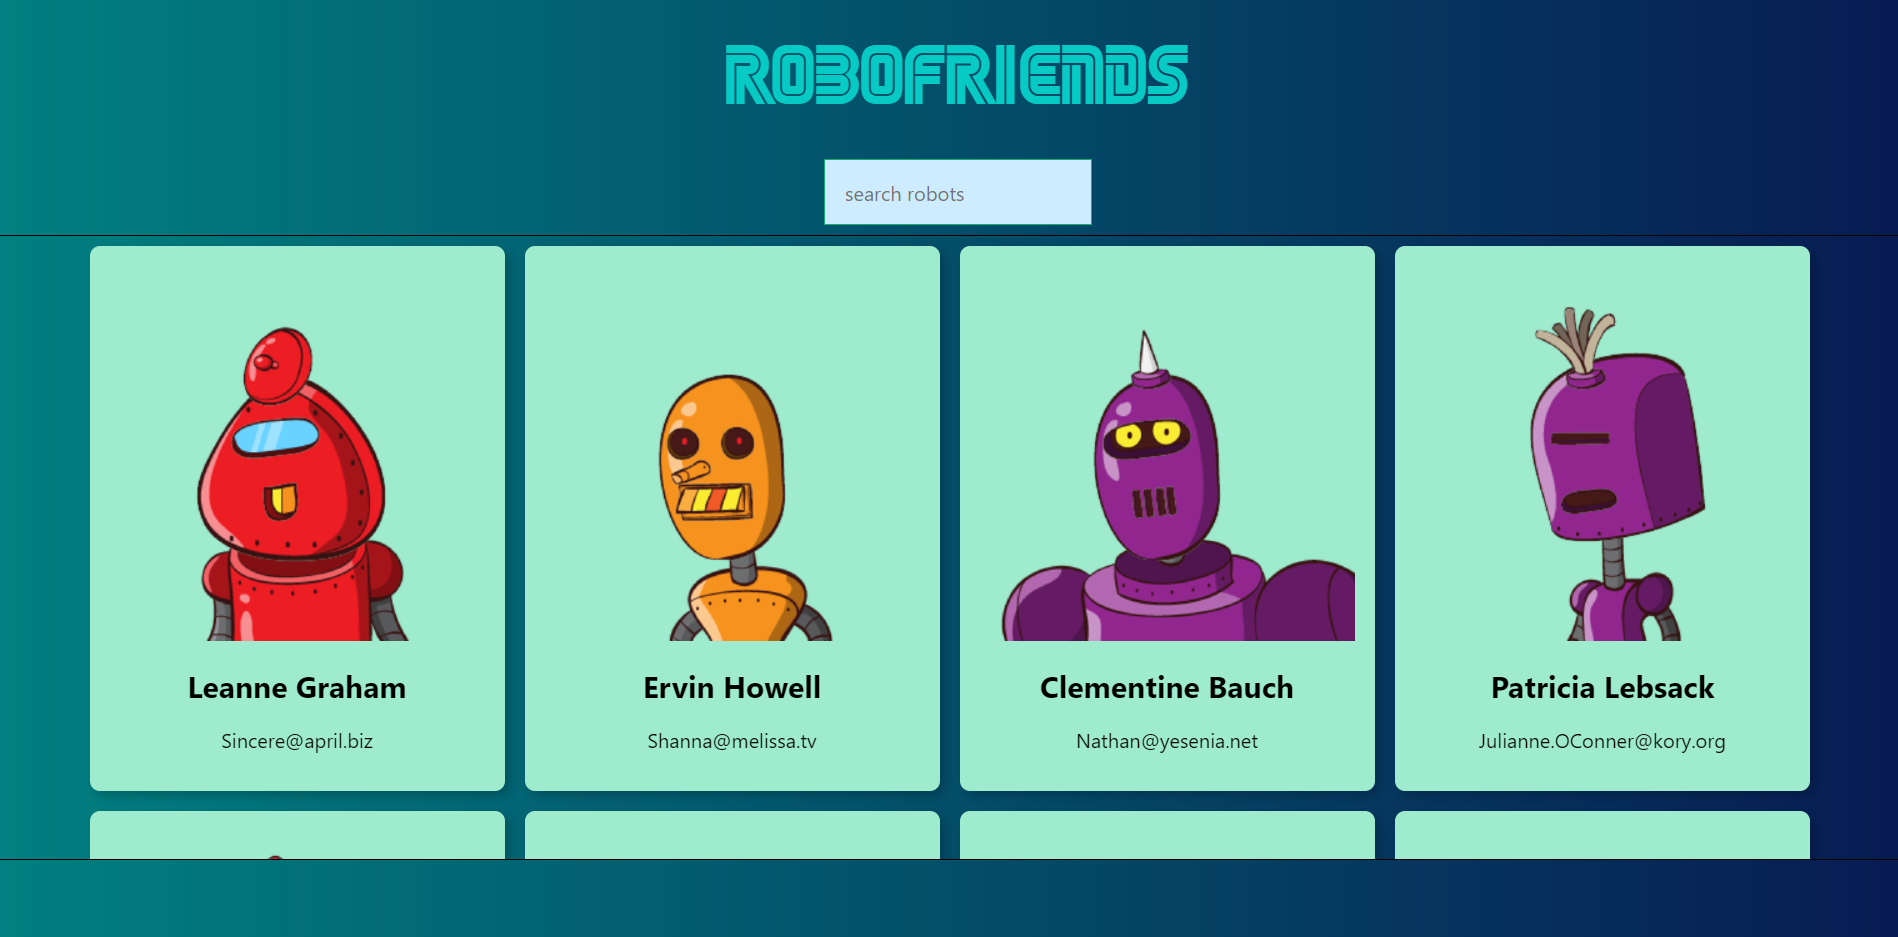 ROBOFRIENDS
search robots
Leanne Graham
Sincere@april.biz
Ervin Howell
Shanna@melissa.tv
Clementine Bauch
Nathan@yesenia.net
Patricia Lebsack
Julianne.OConner@kory.org